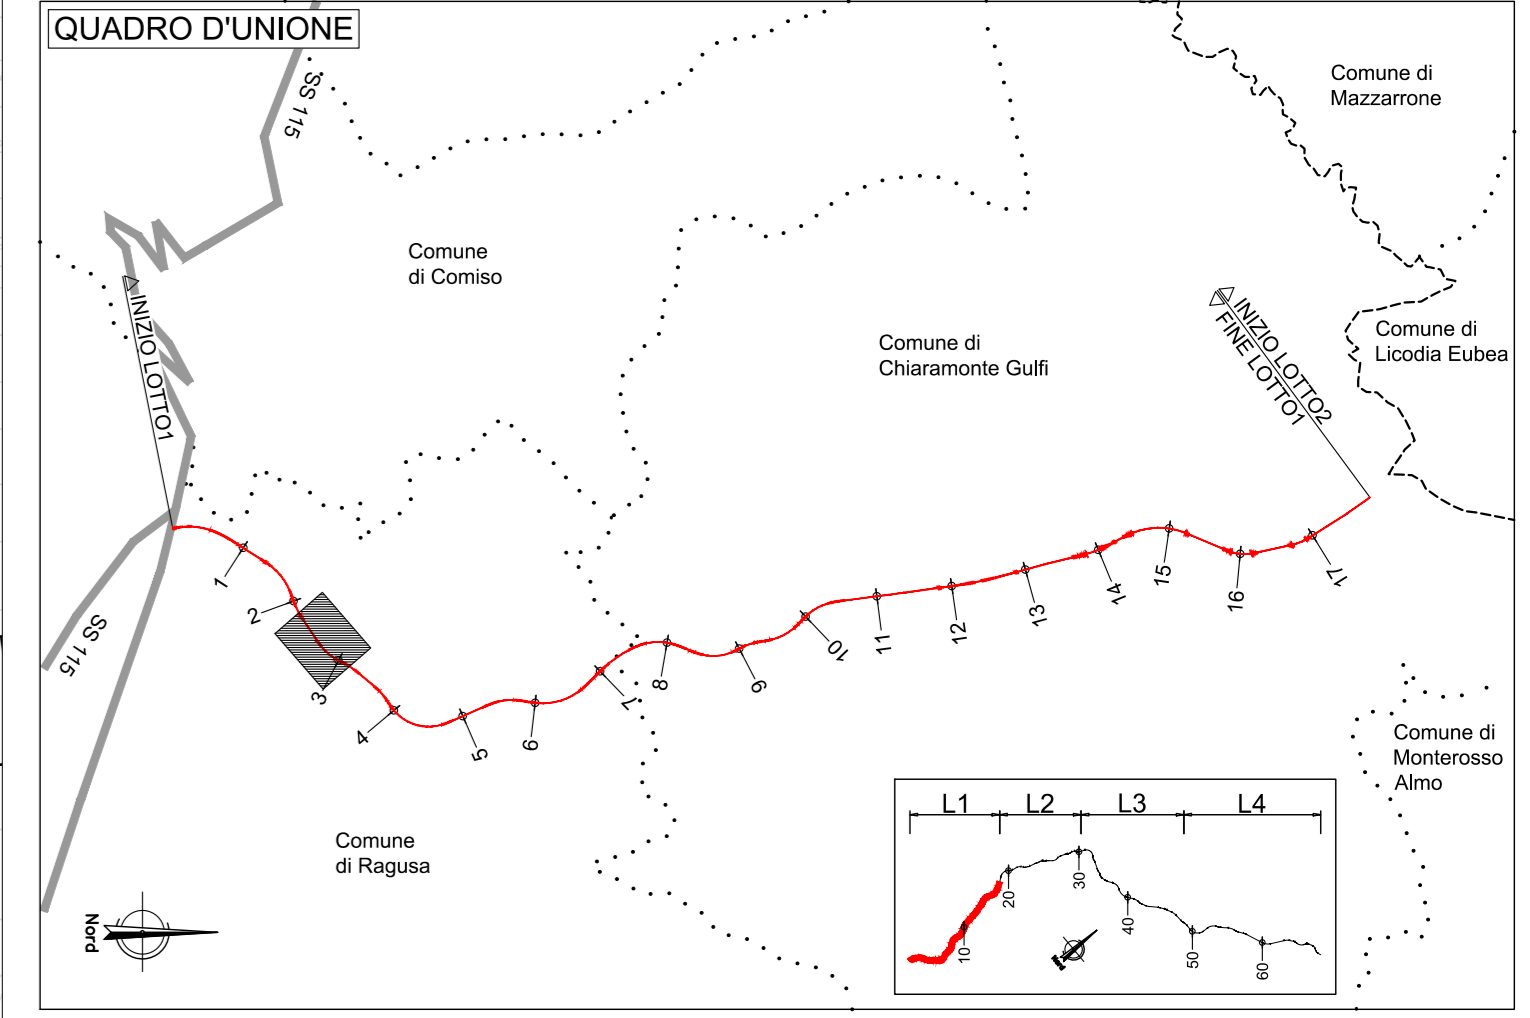 QUADRO D'UNIONE
SS 115
Comune di
Mazzarrone
Comune
di Comiso
INIZIO LOTTO1
Comune di
Chiaramonte Gulfi
INIZIO LOTTO2
FINE LOTTO1
Comune di
Licodia Eubea
1
2
3
4
5
6
7
8
9
10
11
12
13
14
15
16
17
SS 115
Comune
di Ragusa
Comune di
Monterosso
Almo
Nord
L1 L2 L3 L4
10
20
30
40
50
60
Nord